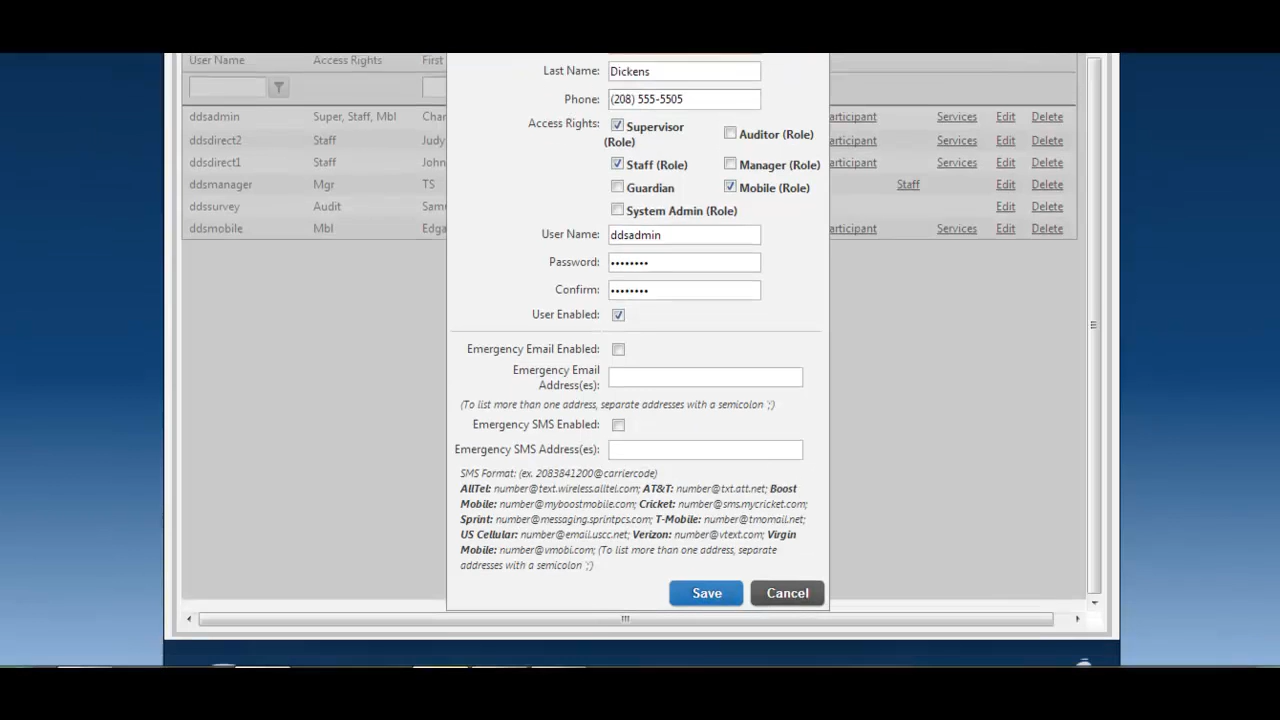 User Name Access Rights First
Last Name: Dickens
Phone: (208) 555-5505
Access Rights: Supervisor (Role) Auditor (Role)
Staff (Role) Manager (Role)
Guardian Mobile (Role)
System Admin (Role)
User Name: ddsadmin
Password: ••••••••
Confirm: ••••••••
User Enabled:
Emergency Email Enabled:
Emergency Email
Address(es):
(To list more than one address, separate addresses with a semicolon ';')
Emergency SMS Enabled:
Emergency SMS Address(es):
SMS Format: (ex. 2083841200@carriercode)
AllTel: number@text.wireless.alltel.com; AT&T: number@txt.att.net; Boost
Mobile: number@myboostmobile.com; Cricket: number@sms.mycricket.com;
Sprint: number@messaging.sprintpcs.com; T-Mobile: number@tmomail.net;
US Cellular: number@email.uscc.net; Verizon: number@vtext.com; Virgin
Mobile: number@vmobi.com; (To list more than one address, separate
addresses with a semicolon ';')
Save Cancel
ddsadmin Super, Staff, Mbl Char articipant Services Edit Delete
ddsdirect2 Staff Judy articipant Services Edit Delete
ddsdirect1 Staff John articipant Services Edit Delete
ddsmanager Mgr TS Staff Edit Delete
ddssurvey Audit Sam Edit Delete
ddsmobile Mbl Edga articipant Services Edit Delete